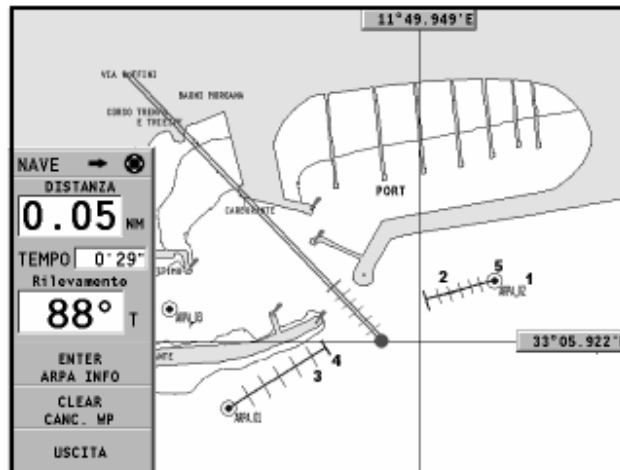 11°49.949'E
VIA RUFFINI
BAGNI MORGANA
CORSO TRENTO
E TRIESTE
NAVE
DISTANZA
0.05 NM
PORT
CARBURANTE
TEMPO 0'29"
Rilevamento
88° T
5
2
1
ARPA_02
ARPA_03
33°05.922'
4
3
ARPA_01
ANTE
ENTER
ARPA INFO
CLEAR
CANC. WP
USCITA